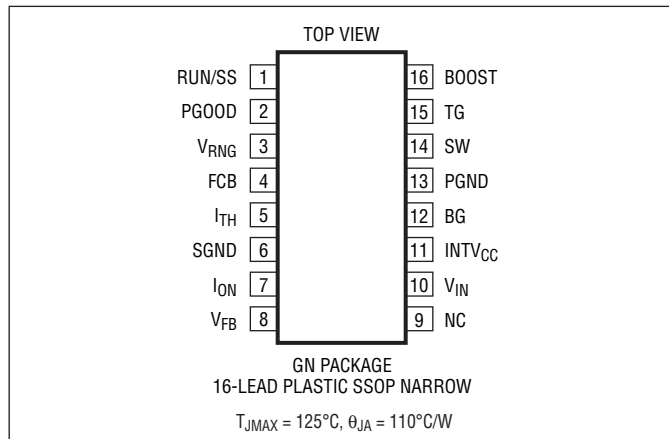 TOP VIEW
RUN/SS 1 16 BOOST
PGOOD 2 15 TG
VRNG 3 14 SW
FCB 4 13 PGND
ITH 5 12 BG
SGND 6 11 INTVCC
ION 7 10 VIN
VFB 8 9 NC
GN PACKAGE
16-LEAD PLASTIC SSOP NARROW
TJMAX = 125°C, θJA = 110°C/W